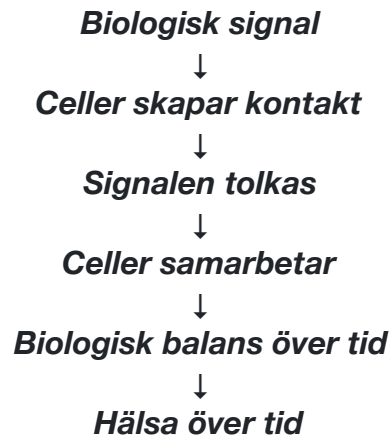 Biologisk signal
↓
Celler skapar kontakt
↓
Signalen tolkas
↓
Celler samarbetar
↓
Biologisk balans över tid
↓
Hälsa över tid